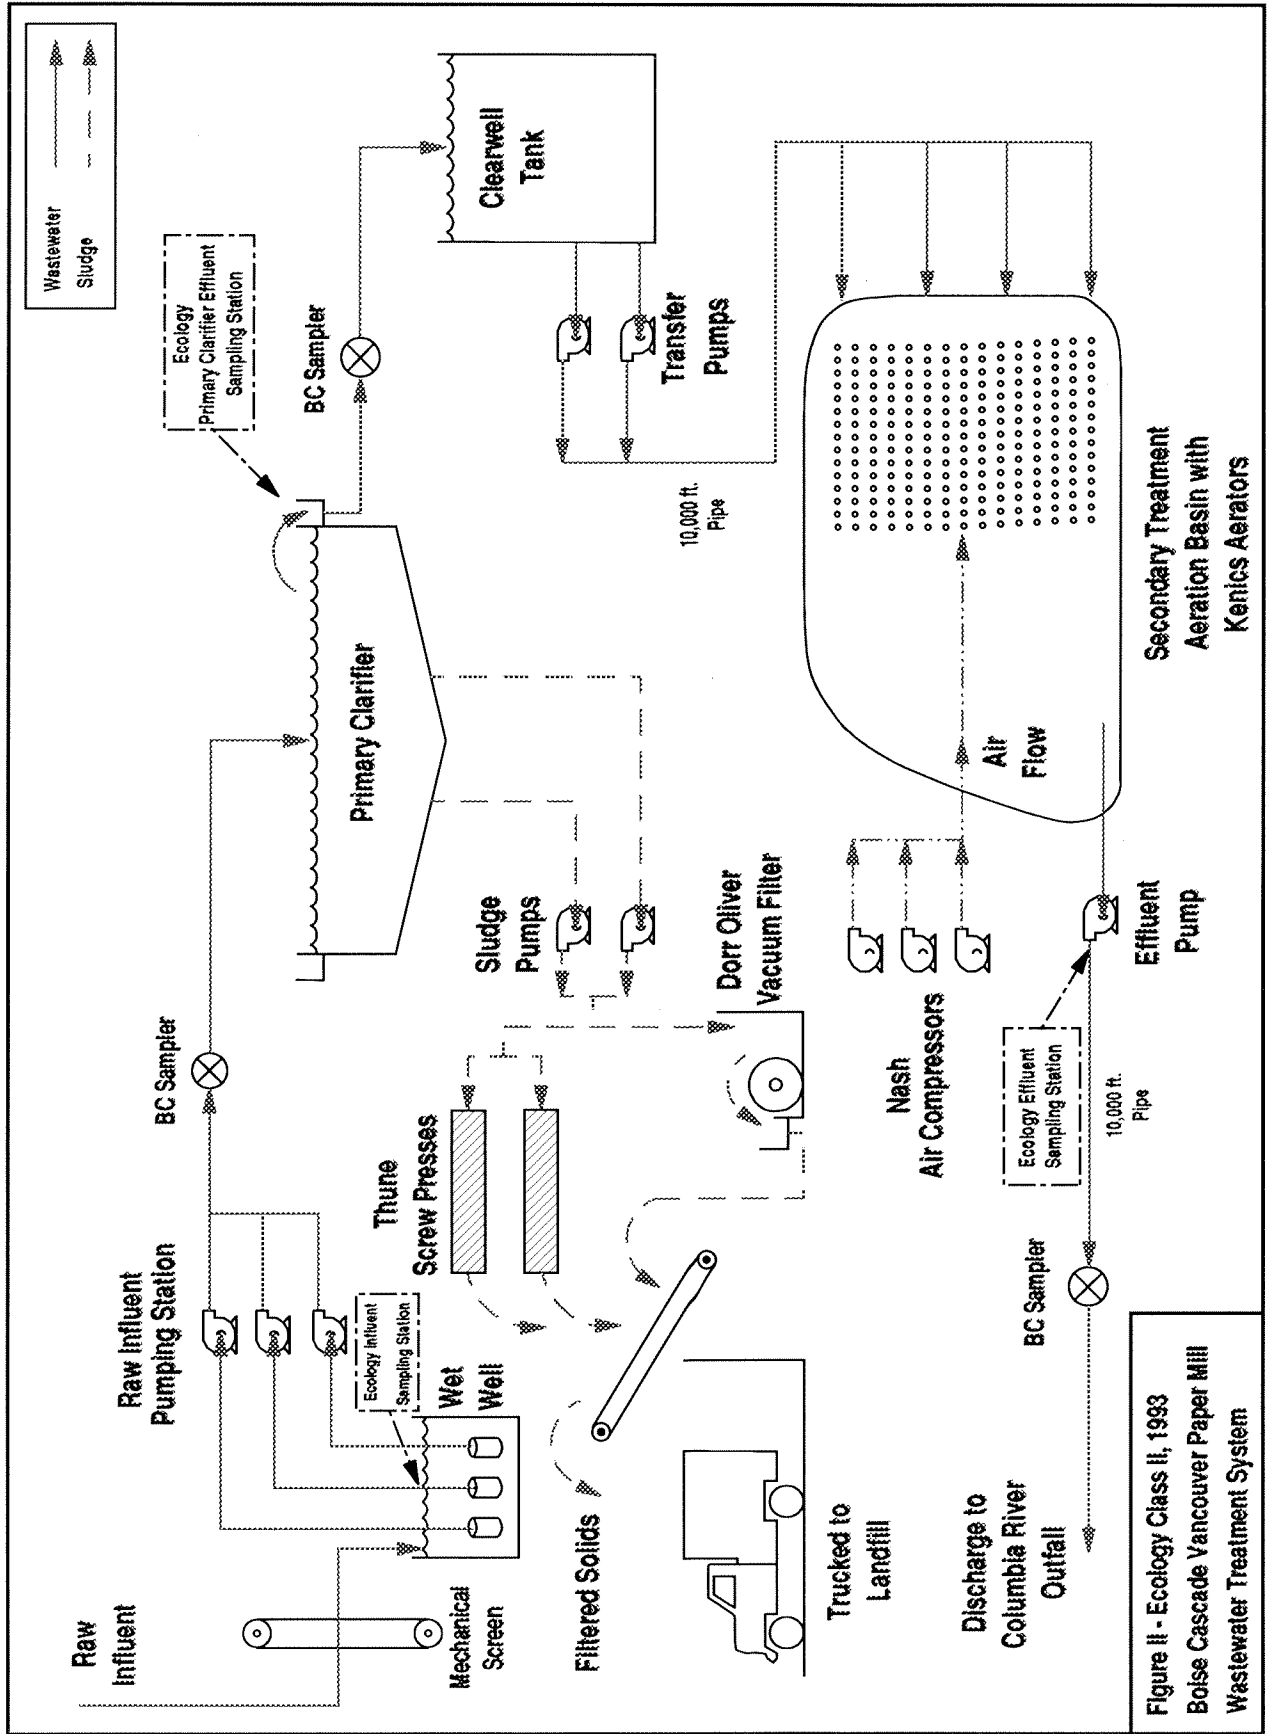 Wastewater
Sludge
Raw
Influent
Mechanical
Screen
Raw Influent
Pumping Station
Ecology Influent
Sampling Station
Wet
Well
BC Sampler
Primary Clarifier
Ecology
Primary Clarifier Effluent
Sampling Station
BC Sampler
Clearwell
Tank
Transfer
Pumps
10,000 ft.
Pipe
Sludge
Pumps
Thune
Screw Presses
Dorr Oliver
Vacuum Filter
Filtered Solids
Trucked to
Landfill
Nash
Air Compressors
Air
Flow
Secondary Treatment
Aeration Basin with
Kenics Aerators
Effluent
Pump
Ecology Effluent
Sampling Station
10,000 ft.
Pipe
BC Sampler
Discharge to
Columbia River
Outfall
Figure II - Ecology Class II, 1993
Boise Cascade Vancouver Paper Mill
Wastewater Treatment System